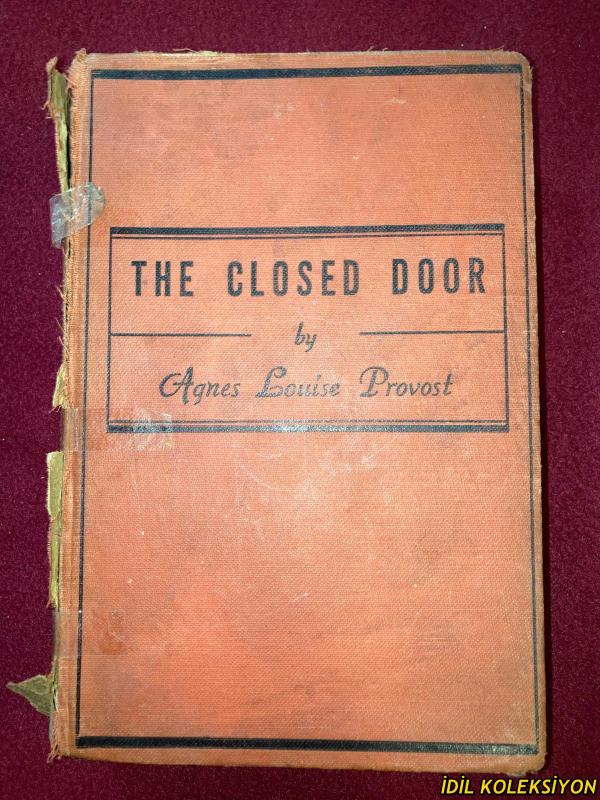 THE CLOSED DOOR
by
Agnes Louise Provost
İDİL KOLEKSİYON